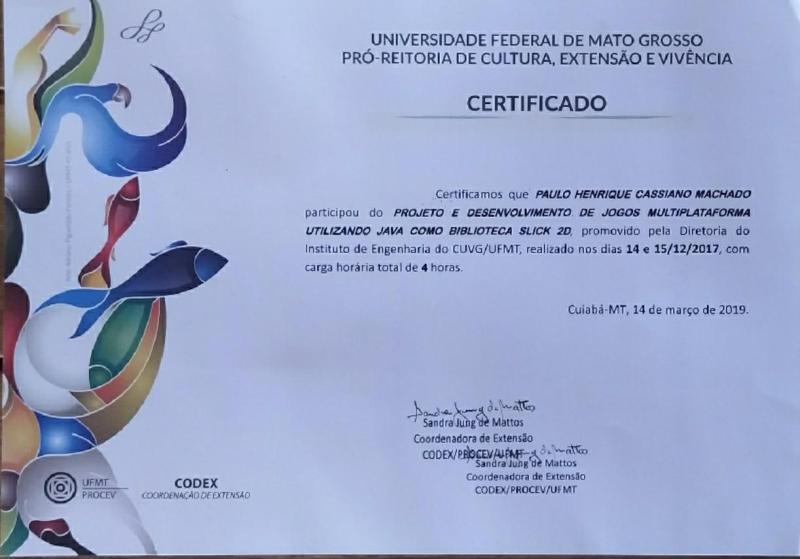 UNIVERSIDADE FEDERAL DE MATO GROSSO
PRÓ-REITORIA DE CULTURA, EXTENSÃO E VIVÊNCIA
CERTIFICADO
Certificamos que PAULO HENRIQUE CASSIANO MACHADO
participou do PROJETO E DESENVOLVIMENTO DE JOGOS MULTIPLATAFORMA
UTILIZANDO JAVA COMO BIBLIOTECA SLICK 2D, promovido pela Diretoria do
Instituto de Engenharia do CUVG/UFMT, realizado nos dias 14 e 15/12/2017, com
carga horária total de 4 horas.
Cuiabá-MT, 14 de março de 2019.
Sandra Jung de Mattos
Sandra Jung de Mattos
Coordenadora de Extensão
CODEX/PROCEV/UFMT
Jung de Mattos
Sandra Jung de Mattos
Coordenadora de Extensão
CODEX/PROCEV/UFMT
UFMT
PROCEV
CODEX
COORDENAÇÃO DE EXTENSÃO